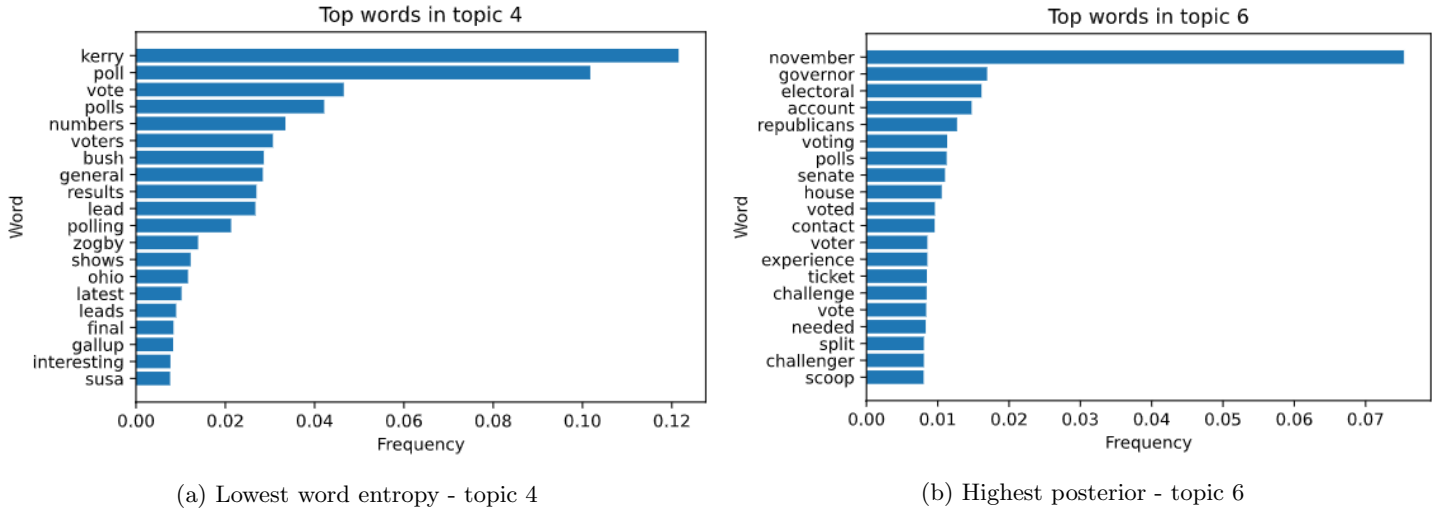 Top words in topic 4
kerry
poll
vote
polls
numbers
voters
bush
general
results
lead
polling
zogby
shows
ohio
latest
leads
final
gallup
interesting
susa
Word
0.00 0.02 0.04 0.06 0.08 0.10 0.12
Frequency
(a) Lowest word entropy - topic 4
Top words in topic 6
november
governor
electoral
account
republicans
voting
polls
senate
house
voted
contact
voter
experience
ticket
challenge
vote
needed
split
challenger
scoop
Word
0.00 0.01 0.02 0.03 0.04 0.05 0.06 0.07
Frequency
(b) Highest posterior - topic 6